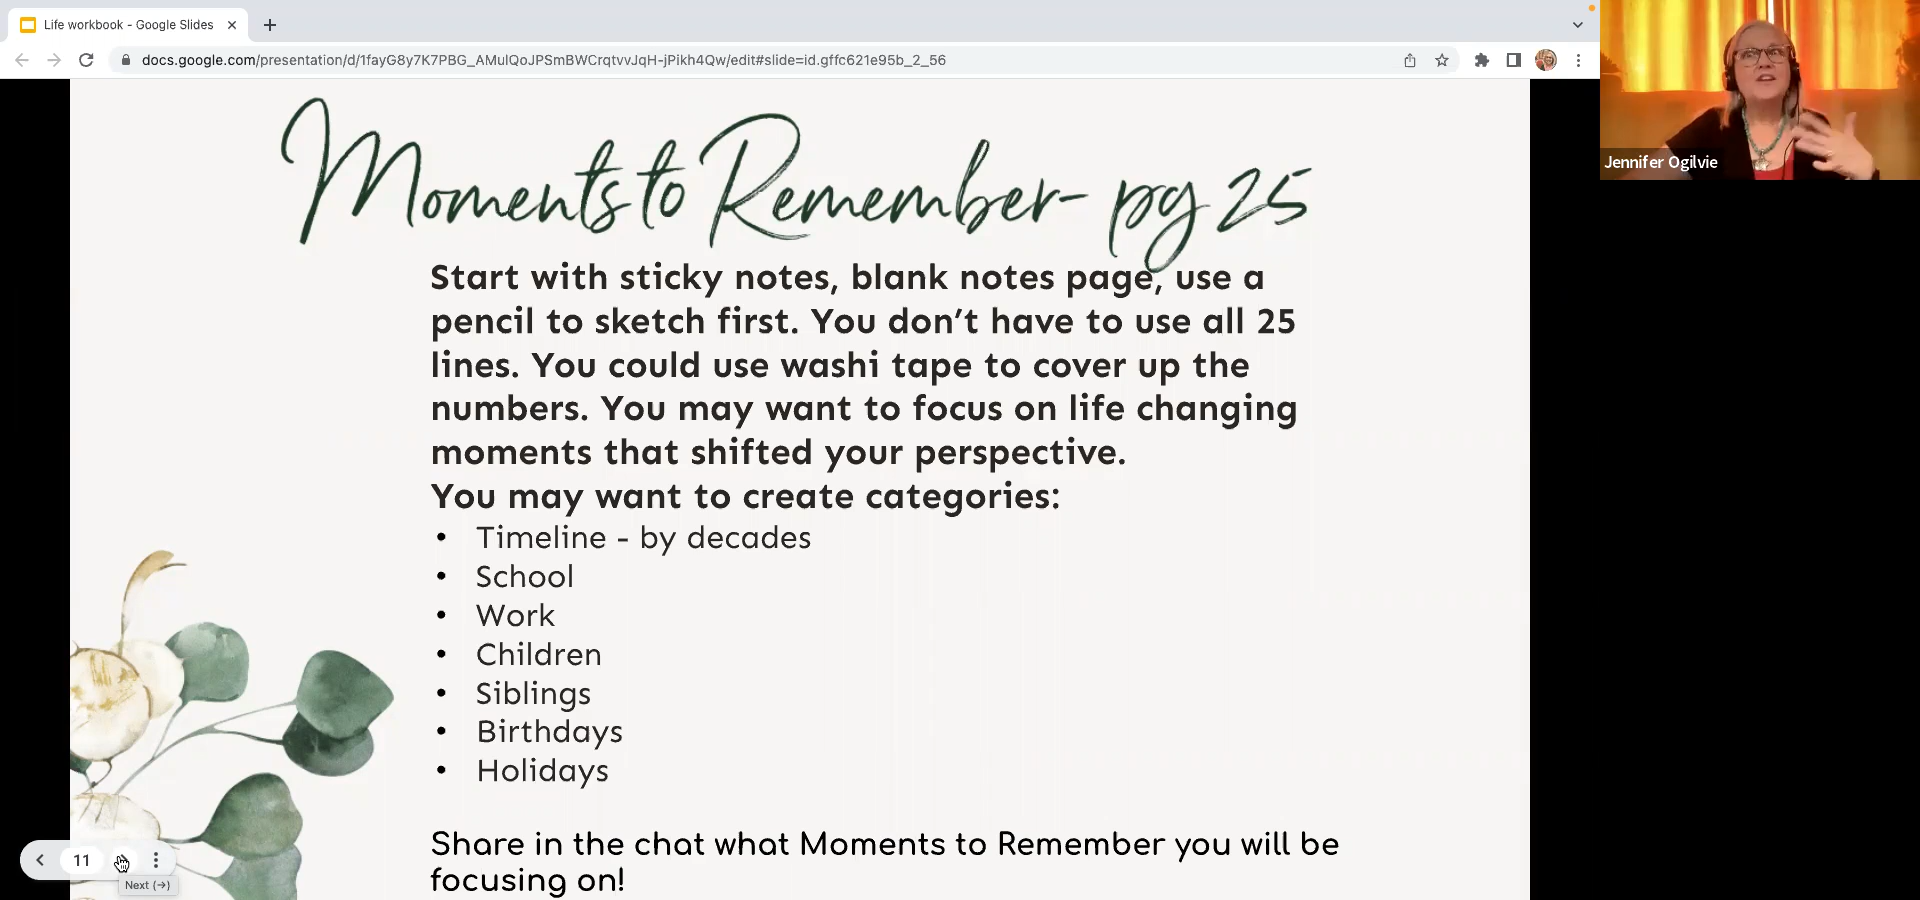 Life workbook - Google Slides
docs.google.com/presentation/d/1fayG8y7K7PBG_AMulQoJPSmBWCrqtvvJqH-jPikh4Qw/edit#slide=id.gffc621e95b_2_56
Jennifer Ogilvie
Moments to Remember- pg 25
Start with sticky notes, blank notes page, use a
pencil to sketch first. You don’t have to use all 25
lines. You could use washi tape to cover up the
numbers. You may want to focus on life changing
moments that shifted your perspective.
You may want to create categories:
• Timeline - by decades
• School
• Work
• Children
• Siblings
• Birthdays
• Holidays
Share in the chat what Moments to Remember you will be
focusing on!
11
Next (→)